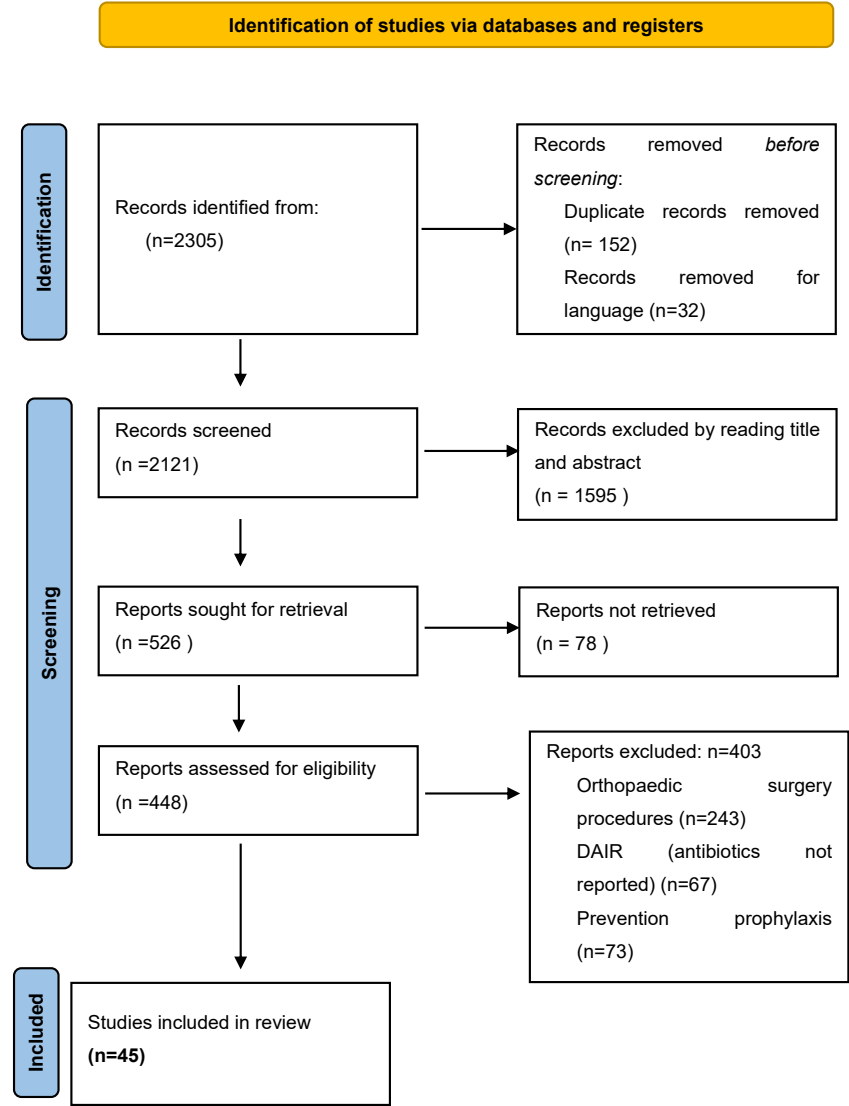 Identification of studies via databases and registers
Identification
Records identified from:
(n=2305)
Records removed before
screening:
Duplicate records removed
(n= 152)
Records removed for
language (n=32)
Screening
Records screened
(n =2121)
Records excluded by reading title
and abstract
(n = 1595 )
Reports sought for retrieval
(n =526 )
Reports not retrieved
(n = 78 )
Reports assessed for eligibility
(n =448)
Reports excluded: n=403
Orthopaedic surgery
procedures (n=243)
DAIR (antibiotics not
reported) (n=67)
Prevention prophylaxis
(n=73)
Included
Studies included in review
(n=45)